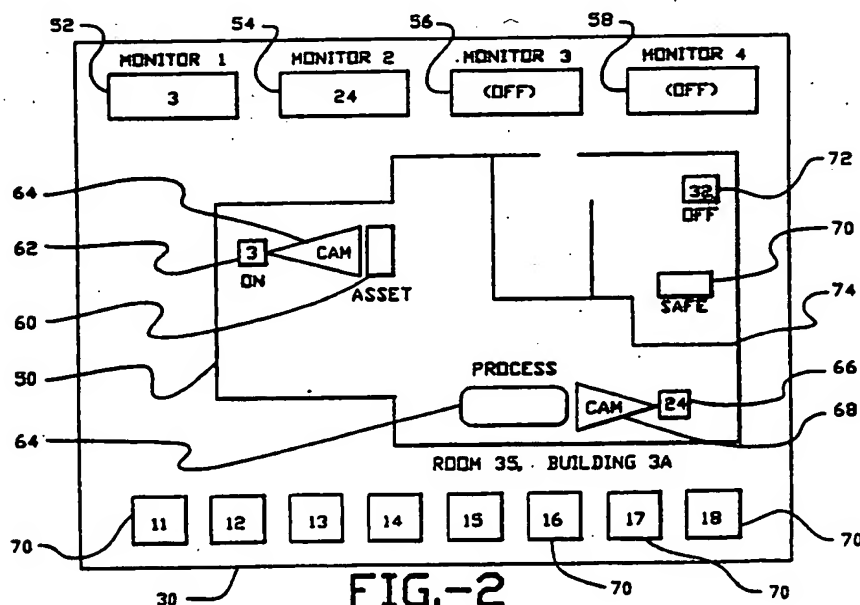 52 54 56 58
MONITOR 1 MONITOR 2 MONITOR 3 MONITOR 4
3 24 (OFF) (OFF)
72
64 32
OFF
62 3 CAM 70
ON ASSET SAFE
60 74
PROCESS
50 66
CAM 24
64 68
ROOM 35, BUILDING 3A
11 12 13 14 15 16 17 18
70 70
30 FIG.-2 70 70